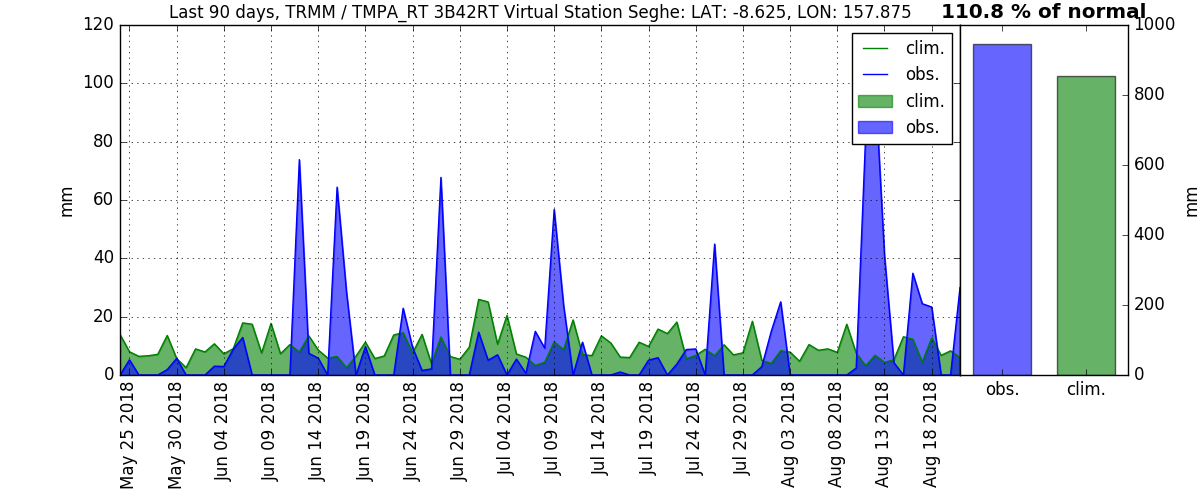 Last 90 days, TRMM / TMPA_RT 3B42RT Virtual Station Seghe: LAT: -8.625, LON: 157.875
110.8 % of normal
120
100
80
60
40
20
0
mm
clim.
obs.
clim.
obs.
1000
800
600
400
200
0
mm
obs.
clim.
May 25 2018
May 30 2018
Jun 04 2018
Jun 09 2018
Jun 14 2018
Jun 19 2018
Jun 24 2018
Jun 29 2018
Jul 04 2018
Jul 09 2018
Jul 14 2018
Jul 19 2018
Jul 24 2018
Jul 29 2018
Aug 03 2018
Aug 08 2018
Aug 13 2018
Aug 18 2018